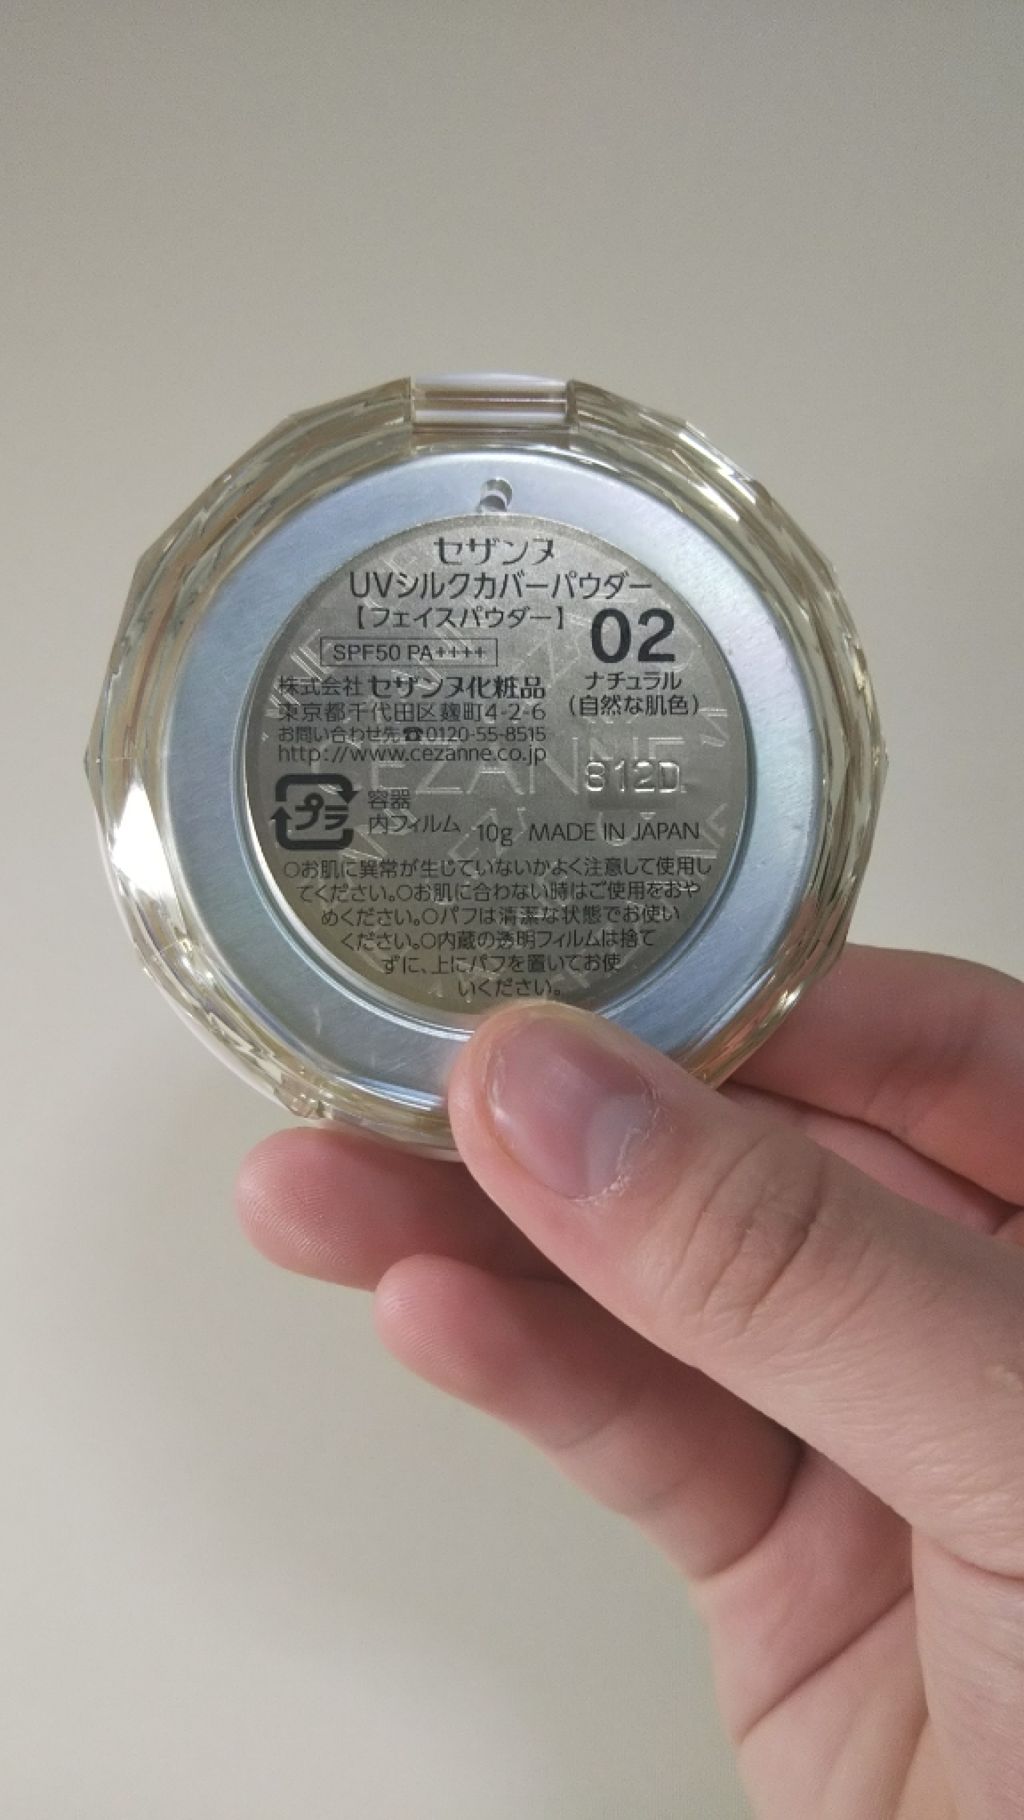 セザンヌ
UVシルクカバーパウダー
【フェイスパウダー】
SPF50 PA++++
02
ナチュラル
(自然な肌色)
株式会社 セザンヌ化粧品
東京都千代田区麹町4-2-6
お問い合わせ先☎0120-55-8515
http://www.cezanne.co.jp
CEZANNE
812D
プラ
容器
内フィルム
10g MADE IN JAPAN
○お肌に異常が生じていないかよく注意して使用し
てください。○お肌に合わない時はご使用をおや
めください。○パフは清潔な状態でお使い
ください。○内蔵の透明フィルムは捨て
ずに、上にパフを置いてお使
いください。